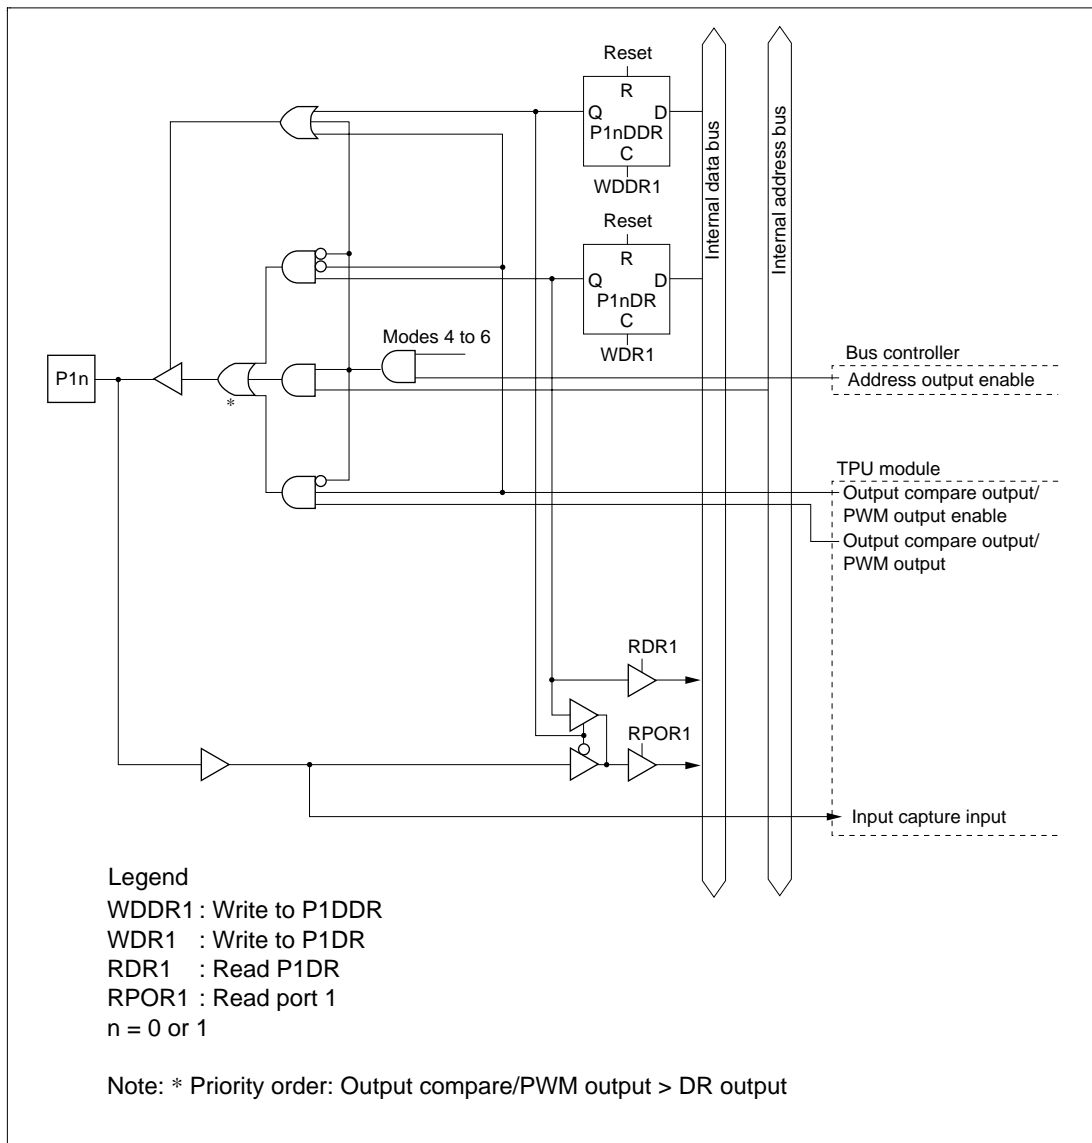 Reset
R
Q
D
P1nDDR
C
WDDR1
Reset
R
Q
D
P1nDR
C
WDR1
Internal data bus
Internal address bus
Modes 4 to 6
Bus controller
Address output enable
P1n
*
TPU module
Output compare output/
PWM output enable
Output compare output/
PWM output
RDR1
RPOR1
Input capture input
Legend
WDDR1 : Write to P1DDR
WDR1 : Write to P1DR
RDR1 : Read P1DR
RPOR1 : Read port 1
n = 0 or 1
Note: * Priority order: Output compare/PWM output > DR output